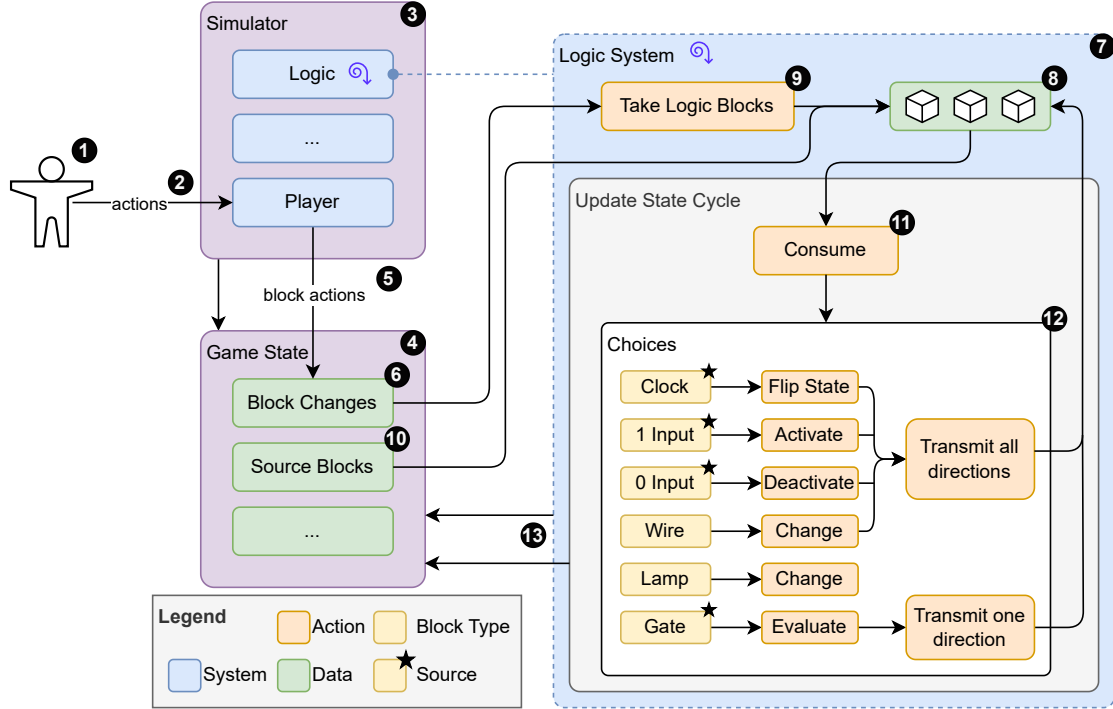 3
Simulator
Logic
...
Player
1
2
actions
5
block actions
4
Game State
6
Block Changes
10
Source Blocks
...
13
7
Logic System
9
Take Logic Blocks
8
Update State Cycle
11
Consume
12
Choices
Clock
Flip State
1 Input
Activate
0 Input
Deactivate
Wire
Change
Lamp
Change
Gate
Evaluate
Transmit all
directions
Transmit one
direction
Legend
Action
Block Type
System
Data
Source